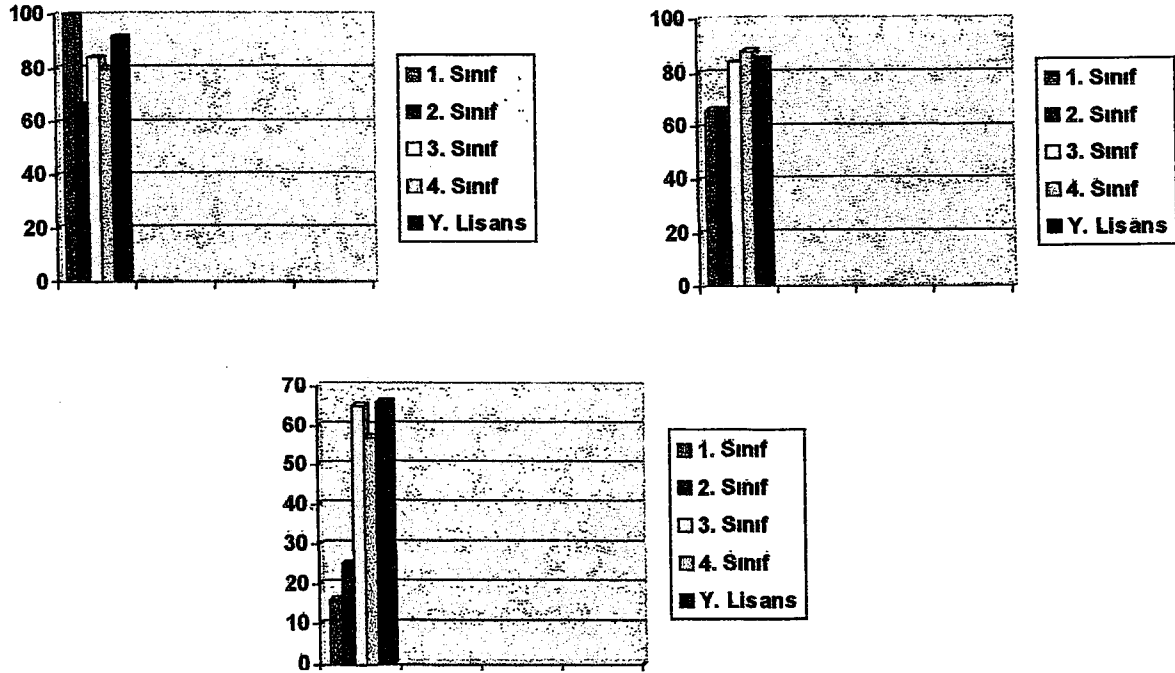 100
80
60
40
20
0
1. Sınıf
2. Sınıf
3. Sınıf
4. Sınıf
Y. Lisans
100
80
60
40
20
0
1. Sınıf
2. Sınıf
3. Sınıf
4. Sınıf
Y. Lisans
70
60
50
40
30
20
10
0
1. Sınıf
2. Sınıf
3. Sınıf
4. Sınıf
Y. Lisans